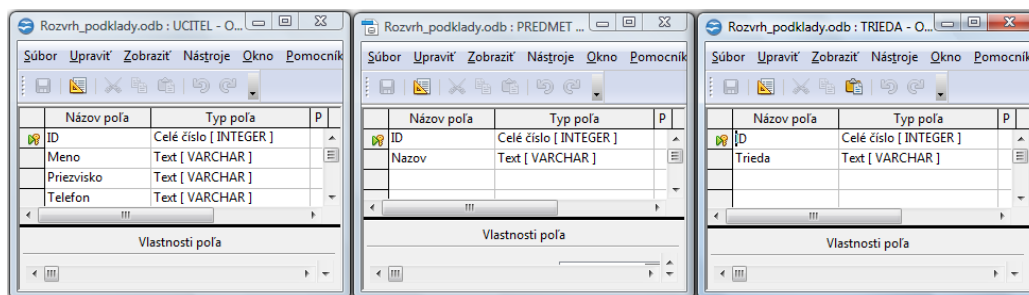 Rozvrh_podklady.odb : UCITEL - O...
Súbor Upraviť Zobraziť Nástroje Okno Pomocník
Názov poľa Typ poľa P
ID Celé číslo [ INTEGER ]
Meno Text [ VARCHAR ]
Priezvisko Text [ VARCHAR ]
Telefon Text [ VARCHAR ]
Vlastnosti poľa
Rozvrh_podklady.odb : PREDMET ...
Súbor Upraviť Zobraziť Nástroje Okno Pomocník
Názov poľa Typ poľa P
ID Celé číslo [ INTEGER ]
Nazov Text [ VARCHAR ]
Vlastnosti poľa
Rozvrh_podklady.odb : TRIEDA - O...
Súbor Upraviť Zobraziť Nástroje Okno Pomocník
Názov poľa Typ poľa P
ID Celé číslo [ INTEGER ]
Trieda Text [ VARCHAR ]
Vlastnosti poľa